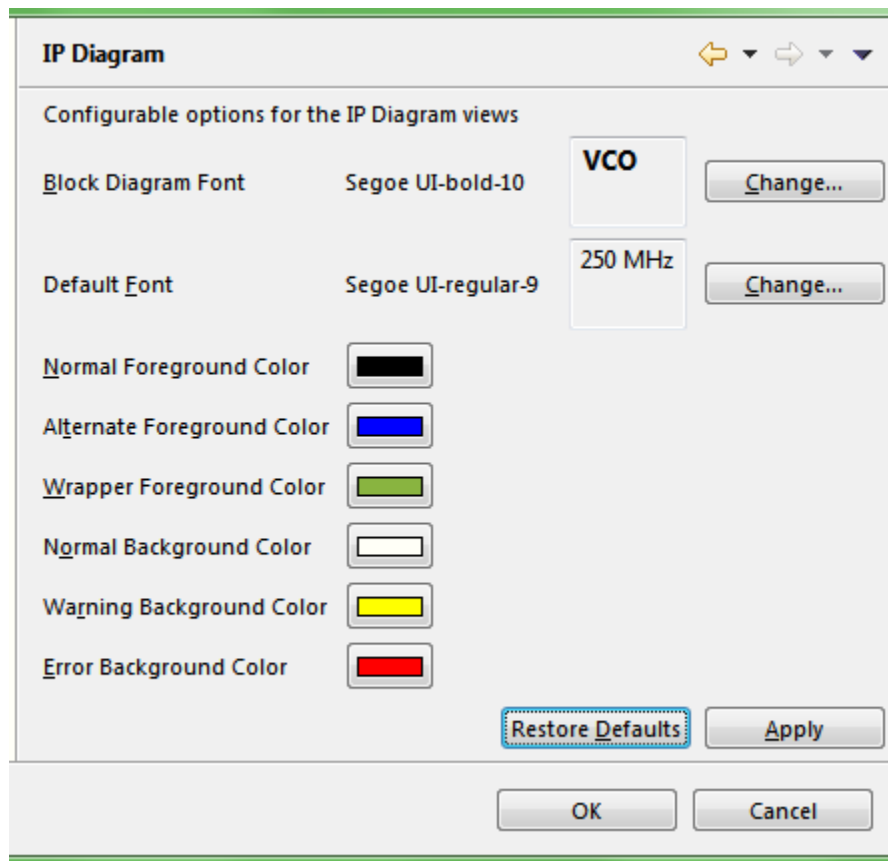 IP Diagram
Configurable options for the IP Diagram views
Block Diagram Font Segoe UI-bold-10 VCO Change...
Default Font Segoe UI-regular-9 250 MHz Change...
Normal Foreground Color
Alternate Foreground Color
Wrapper Foreground Color
Normal Background Color
Warning Background Color
Error Background Color
Restore Defaults Apply
OK Cancel